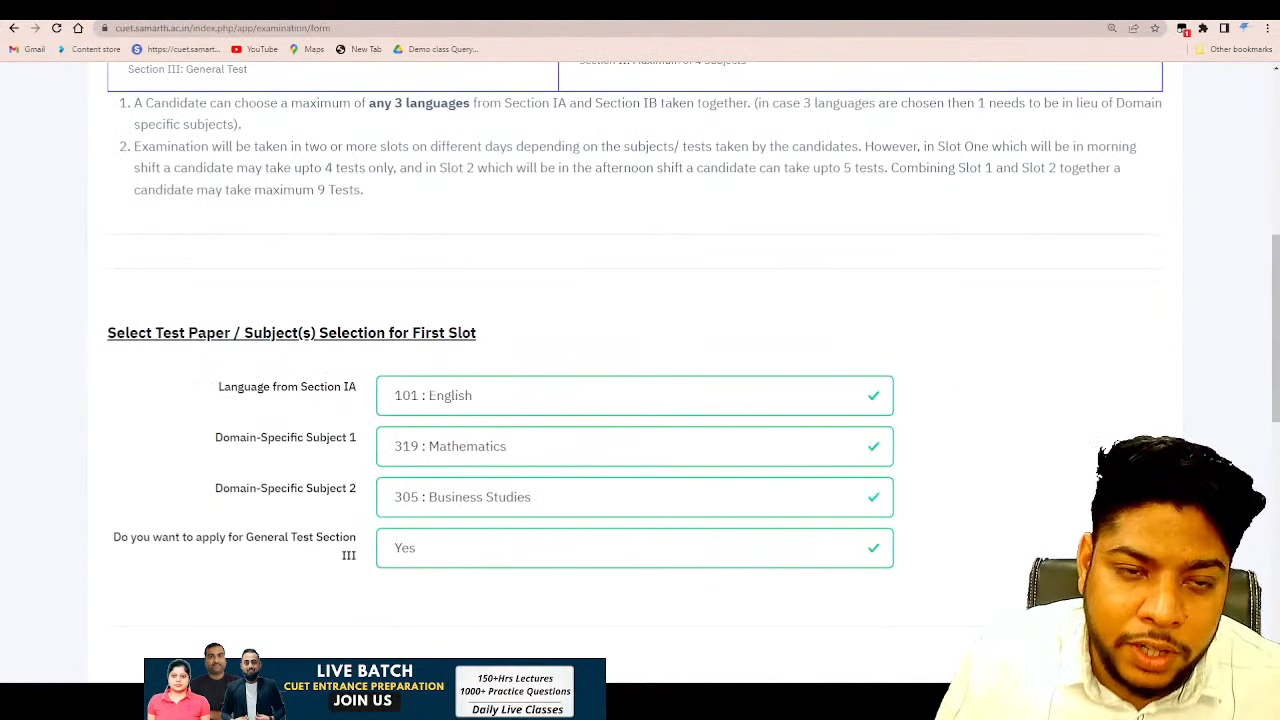 cuet.samarth.ac.in/index.php/app/examination/form
Gmail
Content store
https://cuet.samart...
YouTube
Maps
New Tab
Demo class Query...
Other bookmarks
Section III: General Test
1. A Candidate can choose a maximum of any 3 languages from Section IA and Section IB taken together. (in case 3 languages are chosen then 1 needs to be in lieu of Domain
specific subjects).
2. Examination will be taken in two or more slots on different days depending on the subjects/ tests taken by the candidates. However, in Slot One which will be in morning
shift a candidate may take upto 4 tests only, and in Slot 2 which will be in the afternoon shift a candidate can take upto 5 tests. Combining Slot 1 and Slot 2 together a
candidate may take maximum 9 Tests.
Select Test Paper / Subject(s) Selection for First Slot
Language from Section IA
101 : English
Domain-Specific Subject 1
319 : Mathematics
Domain-Specific Subject 2
305 : Business Studies
Do you want to apply for General Test Section
III
Yes
LIVE BATCH
CUET ENTRANCE PREPARATION
JOIN US
150+Hrs Lectures
1000+ Practice Questions
Daily Live Classes